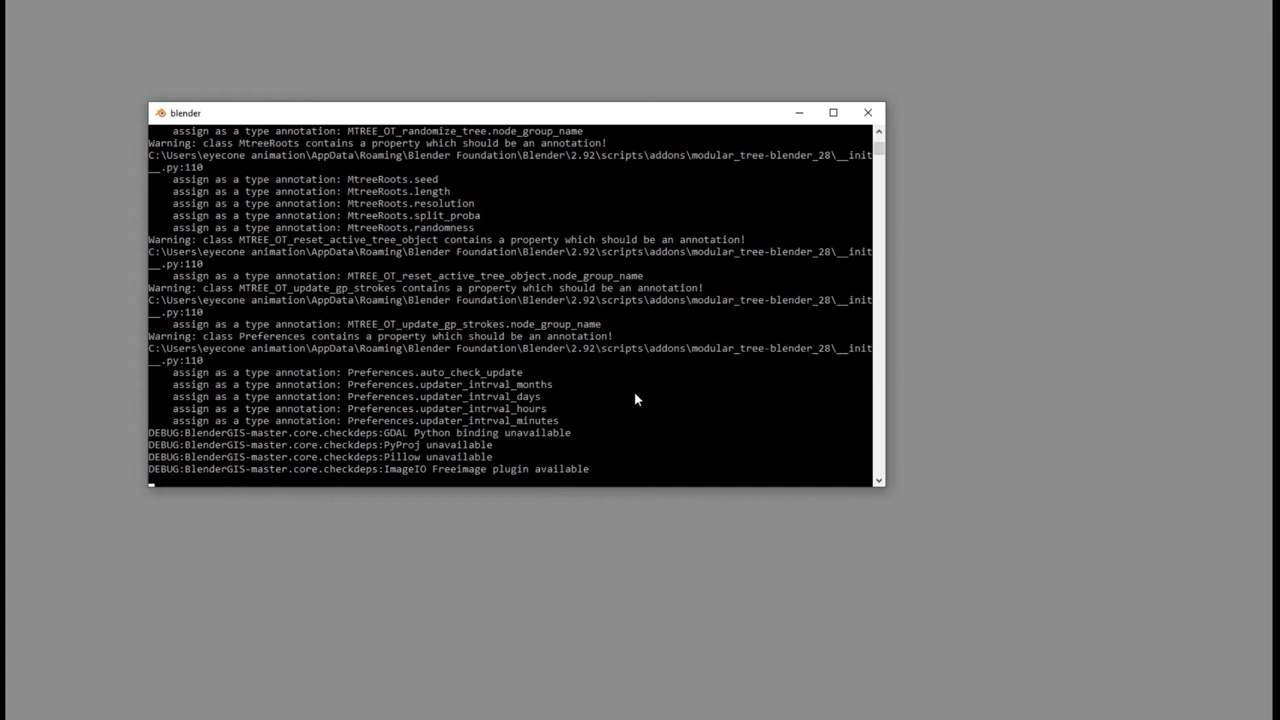 blender
assign as a type annotation: MTREE_OT_randomize_tree.node_group_name
Warning: class MtreeRoots contains a property which should be an annotation!
C:\Users\eyecone animation\AppData\Roaming\Blender Foundation\Blender\2.92\scripts\addons\modular_tree-blender_28\__init
__.py:110
assign as a type annotation: MtreeRoots.seed
assign as a type annotation: MtreeRoots.length
assign as a type annotation: MtreeRoots.resolution
assign as a type annotation: MtreeRoots.split_proba
assign as a type annotation: MtreeRoots.randomness
Warning: class MTREE_OT_reset_active_tree_object contains a property which should be an annotation!
C:\Users\eyecone animation\AppData\Roaming\Blender Foundation\Blender\2.92\scripts\addons\modular_tree-blender_28\__init
__.py:110
assign as a type annotation: MTREE_OT_reset_active_tree_object.node_group_name
Warning: class MTREE_OT_update_gp_strokes contains a property which should be an annotation!
C:\Users\eyecone animation\AppData\Roaming\Blender Foundation\Blender\2.92\scripts\addons\modular_tree-blender_28\__init
__.py:110
assign as a type annotation: MTREE_OT_update_gp_strokes.node_group_name
Warning: class Preferences contains a property which should be an annotation!
C:\Users\eyecone animation\AppData\Roaming\Blender Foundation\Blender\2.92\scripts\addons\modular_tree-blender_28\__init
__.py:110
assign as a type annotation: Preferences.auto_check_update
assign as a type annotation: Preferences.updater_intrval_months
assign as a type annotation: Preferences.updater_intrval_days
assign as a type annotation: Preferences.updater_intrval_hours
assign as a type annotation: Preferences.updater_intrval_minutes
DEBUG:BlenderGIS-master.core.checkdeps:GDAL Python binding unavailable
DEBUG:BlenderGIS-master.core.checkdeps:PyProj unavailable
DEBUG:BlenderGIS-master.core.checkdeps:Pillow unavailable
DEBUG:BlenderGIS-master.core.checkdeps:ImageIO Freeimage plugin available